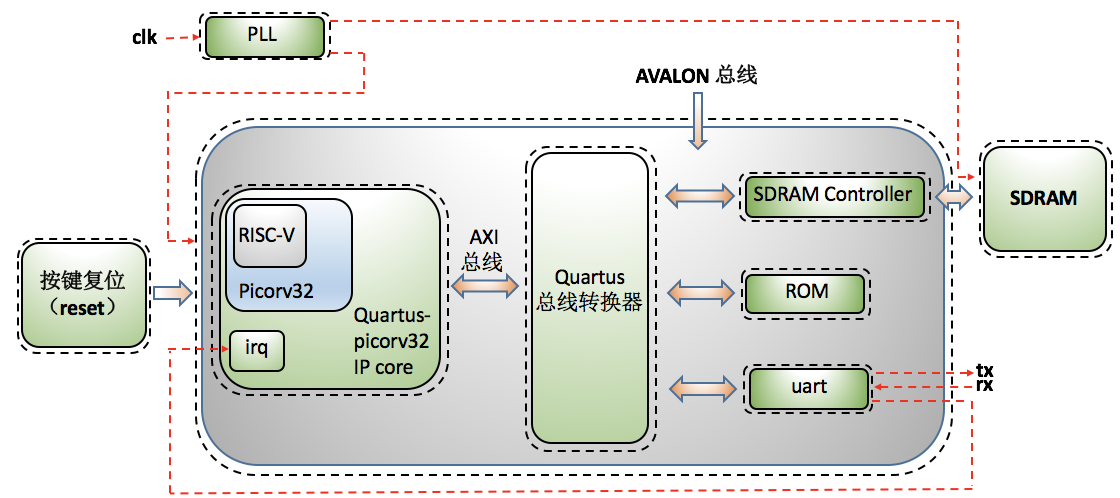 PLL
clk
AVALON 总线
SDRAM Controller
SDRAM
RISC-V
Picorv32
AXI
总线
按键复位
（reset）
Quartus
总线转换器
ROM
Quartus-
picorv32
IP core
irq
uart
tx
rx